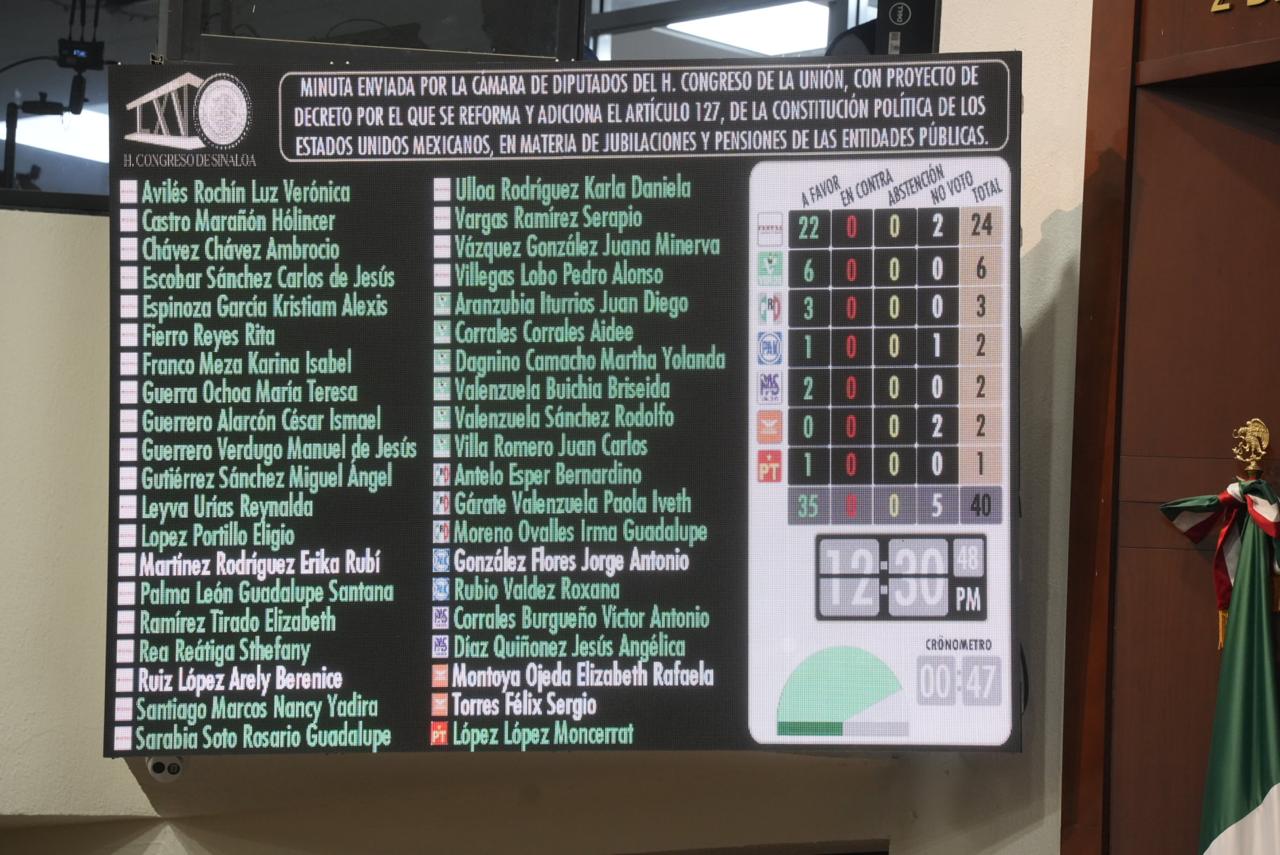 MINUTA ENVIADA POR LA CÁMARA DE DIPUTADOS DEL H. CONGRESO DE LA UNIÓN, CON PROYECTO DE
DECRETO POR EL QUE SE REFORMA Y ADICIONA EL ARTÍCULO 127, DE LA CONSTITUCIÓN POLÍTICA DE LOS
ESTADOS UNIDOS MEXICANOS, EN MATERIA DE JUBILACIONES Y PENSIONES DE LAS ENTIDADES PÚBLICAS.
LXV
H. CONGRESO DE SINALOA
Avilés Rochín Luz Verónica
Castro Marañón Hólincer
Chávez Chávez Ambrocio
Escobar Sánchez Carlos de Jesús
Espinoza García Kristiam Alexis
Fierro Reyes Rita
Franco Meza Karina Isabel
Guerra Ochoa María Teresa
Guerrero Alarcón César Ismael
Guerrero Verdugo Manuel de Jesús
Gutiérrez Sánchez Miguel Ángel
Leyva Urías Reynalda
Lopez Portillo Eligio
Martínez Rodríguez Erika Rubí
Palma León Guadalupe Santana
Ramírez Tirado Elizabeth
Rea Reátiga Sthefany
Ruiz López Arely Berenice
Santiago Marcos Nancy Yadira
Sarabia Soto Rosario Guadalupe
Ulloa Rodríguez Karla Daniela
Vargas Ramírez Serapio
Vázquez González Juana Minerva
Villegas Lobo Pedro Alonso
Aranzubia Iturrios Juan Diego
Corrales Corrales Aidee
Dagnino Camacho Martha Yolanda
Valenzuela Buichia Briseida
Valenzuela Sánchez Rodolfo
Villa Romero Juan Carlos
Antelo Esper Bernardino
Gárate Valenzuela Paola Iveth
Moreno Ovalles Irma Guadalupe
González Flores Jorge Antonio
Rubio Valdez Roxana
Corrales Burgueño Víctor Antonio
Díaz Quiñonez Jesús Angélica
Montoya Ojeda Elizabeth Rafaela
Torres Félix Sergio
López López Moncerrat
A FAVOR EN CONTRA ABSTENCIÓN NO VOTO TOTAL
22 0 0 2 24
6 0 0 0 6
PRI 3 0 0 0 3
PAN 1 0 0 1 2
PAS 2 0 0 0 2
0 0 0 2 2
PT 1 0 0 0 1
35 0 0 5 40
12:30 48
PM
CRÓNOMETRO
00:47
DELL